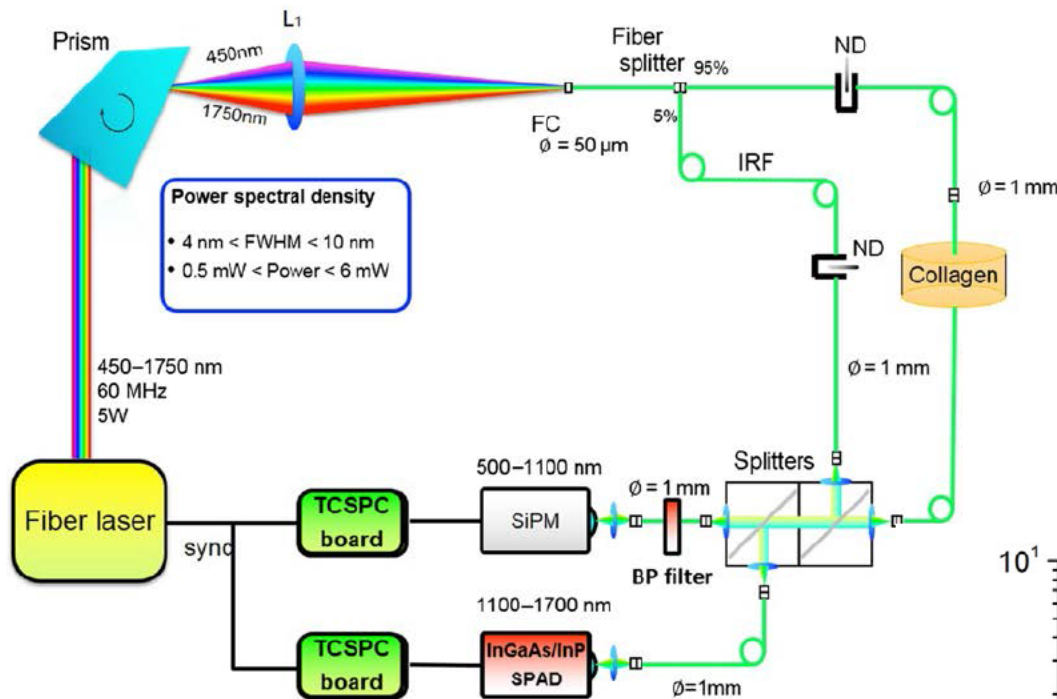 Prism
L1
450nm
1750nm
Fiber
splitter
95%
5%
ND
FC
Ø = 50 µm
IRF
Ø = 1 mm
ND
Collagen
Power spectral density
• 4 nm < FWHM < 10 nm
• 0.5 mW < Power < 6 mW
450–1750 nm
60 MHz
5W
Ø = 1 mm
Fiber laser
sync
TCSPC
board
500–1100 nm
SiPM
Ø = 1 mm
BP filter
Splitters
1100–1700 nm
TCSPC
board
InGaAs/InP
SPAD
Ø=1mm
10¹